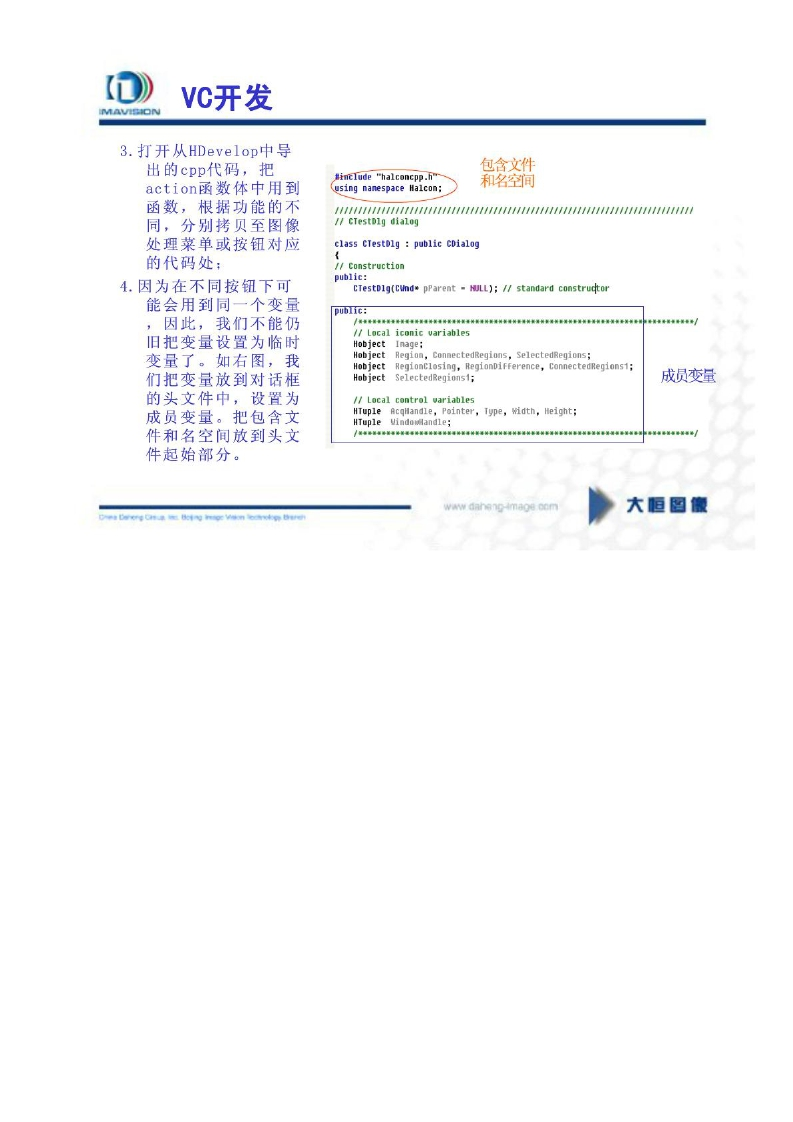 IMAVISION
VC开发
3.打开从HDevelop中导
出的cpp代码，把
action函数体中用到
函数，根据功能的不
同，分别拷贝至图像
处理菜单或按钮对应
的代码处；
4.因为在不同按钮下可
能会用到同一个变量
，因此，我们不能仍
旧把变量设置为临时
变量了。如右图，我
们把变量放到对话框
的头文件中，设置为
成员变量。把包含文
件和名空间放到头文
件起始部分。
包含文件
和名空间
#include "halconcpp.h"
using namespace Halcon;
/////////////////////////////////////////////////////////////////////////////
// CTestDlg dialog
class CTestDlg : public CDialog
{
// Construction
public:
CTestDlg(CWnd* pParent = NULL); // standard constructor
public:
/*************************************************************************/
// Local iconic variables
Hobject Image;
Hobject Region, ConnectedRegions, SelectedRegions;
Hobject RegionClosing, RegionDifference, ConnectedRegions1;
Hobject SelectedRegions1;
// Local control variables
HTuple AcqHandle, Pointer, Type, Width, Height;
HTuple WindowHandle;
/*************************************************************************/
成员变量
China Daheng Group, Inc. Beijing Image Vision Technology Branch
www.daheng-image.com
大恒图像